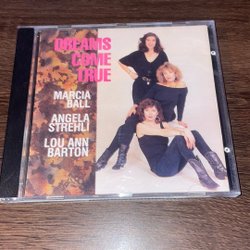 DREAMS
COME
TRUE
MARCIA
BALL
ANGELA
STREHLI
LOU ANN
BARTON